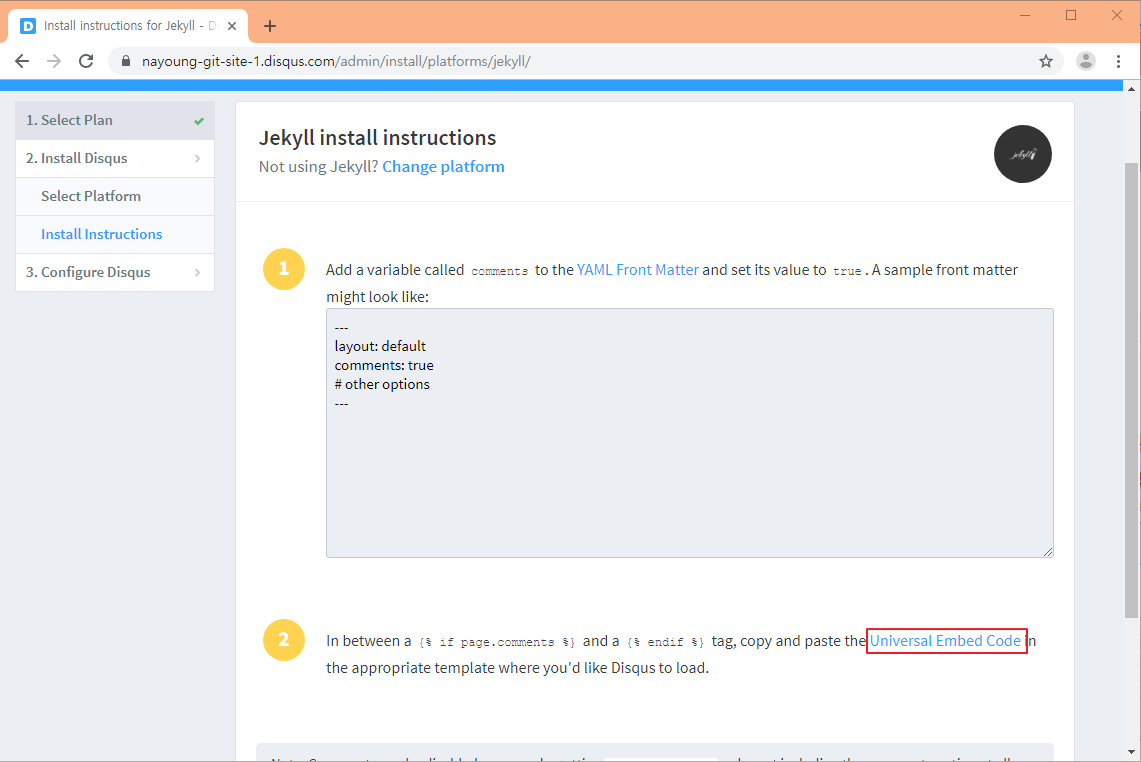 Install instructions for Jekyll - D
nayoung-git-site-1.disqus.com/admin/install/platforms/jekyll/
1. Select Plan
2. Install Disqus
Select Platform
Install Instructions
3. Configure Disqus
Jekyll install instructions
Not using Jekyll? Change platform
jekyll
1
Add a variable called comments to the YAML Front Matter and set its value to true. A sample front matter
might look like:
---
layout: default
comments: true
# other options
---
2
In between a {% if page.comments %} and a {% endif %} tag, copy and paste the Universal Embed Code in
the appropriate template where you'd like Disqus to load.